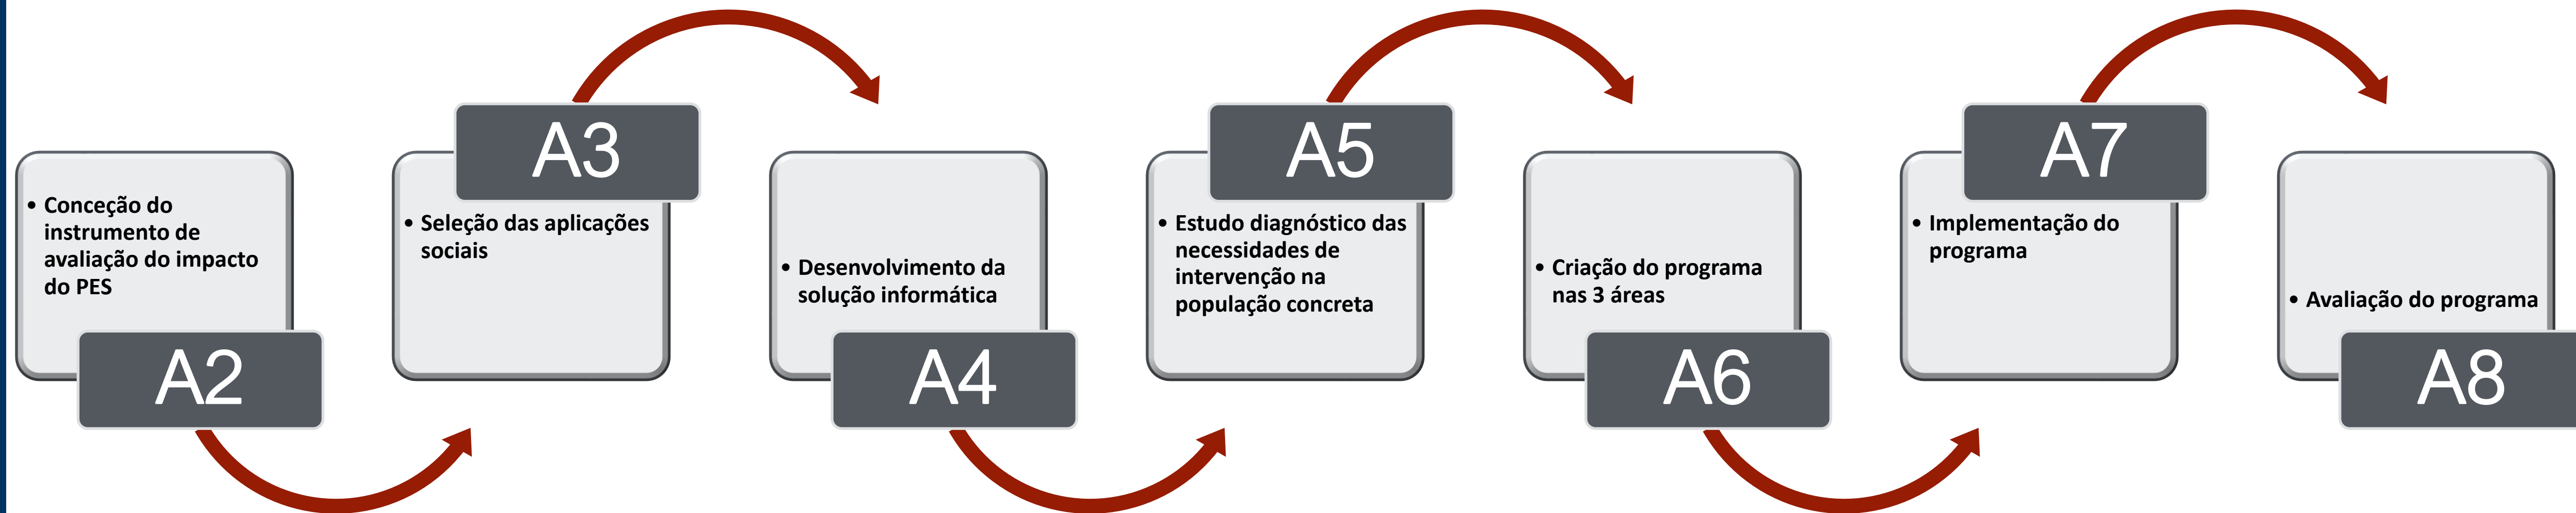 • Conceção do
instrumento de
avaliação do impacto
do PES
A2
A3
• Seleção das aplicações
sociais
• Desenvolvimento da
solução informática
A4
A5
• Estudo diagnóstico das
necessidades de
intervenção na
população concreta
• Criação do programa
nas 3 áreas
A6
A7
• Implementação do
programa
• Avaliação do programa
A8